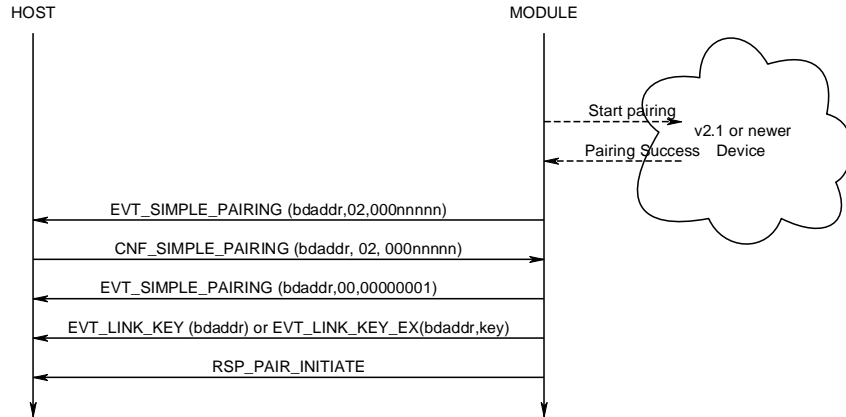 HOST
MODULE
Start pairing
v2.1 or newer
Device
Pairing Success
EVT_SIMPLE_PAIRING (bdaddr,02,000nnnnn)
CNF_SIMPLE_PAIRING (bdaddr, 02, 000nnnnn)
EVT_SIMPLE_PAIRING (bdaddr,00,00000001)
EVT_LINK_KEY (bdaddr) or EVT_LINK_KEY_EX(bdaddr,key)
RSP_PAIR_INITIATE